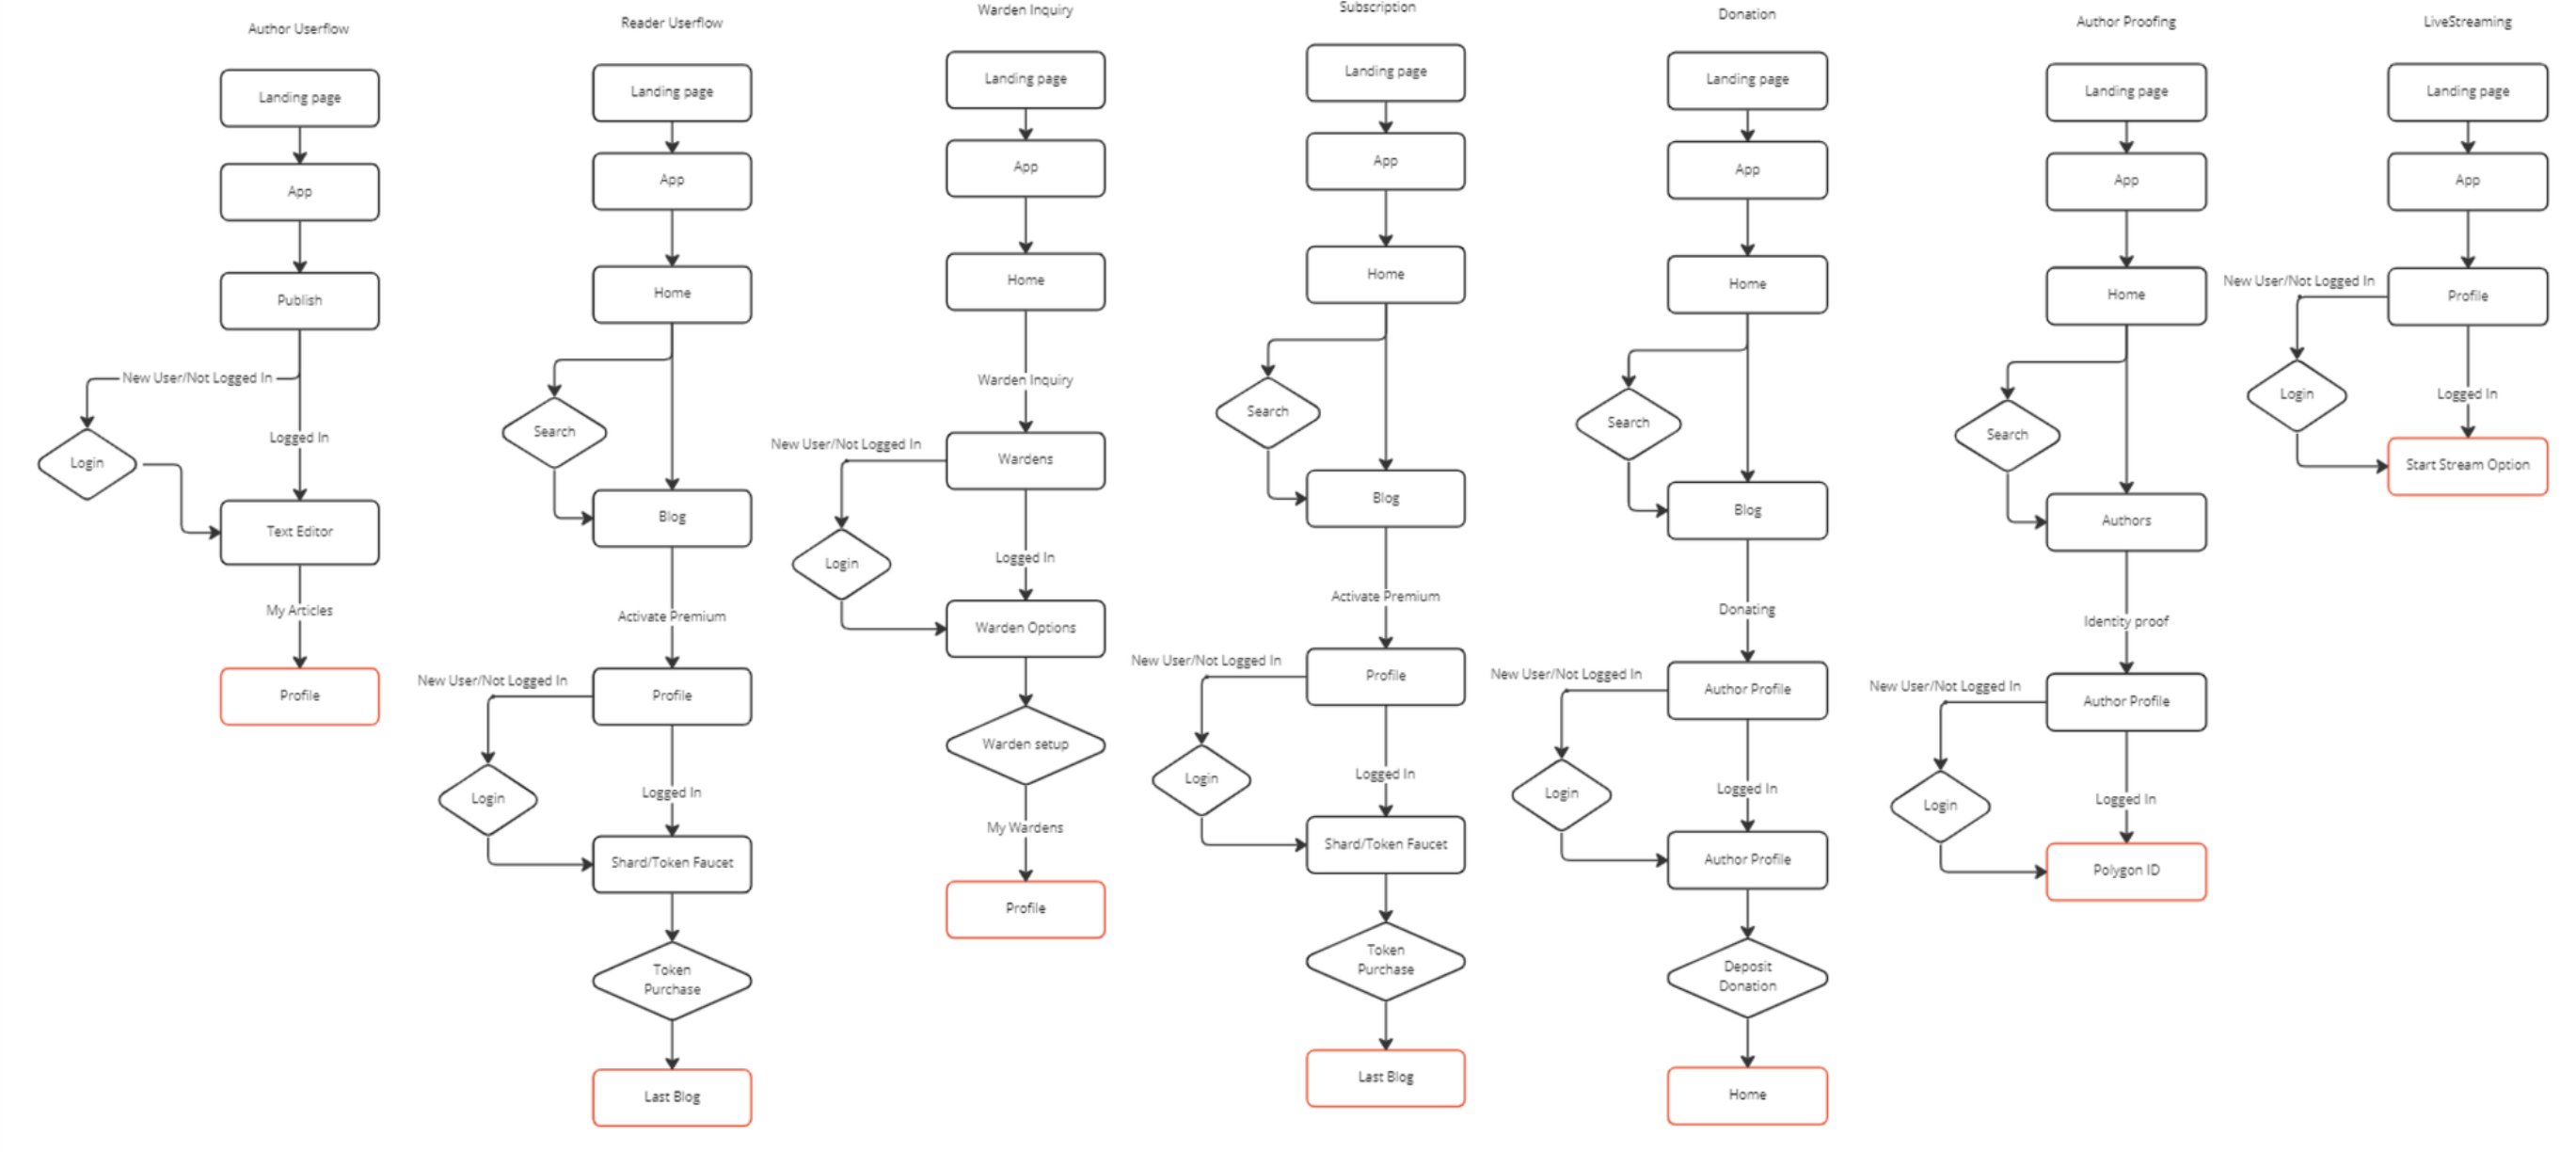 Author Userflow
Landing page
App
Publish
New User/Not Logged In
Logged In
Login
Text Editor
My Articles
Profile
Reader Userflow
Landing page
App
Home
Search
Blog
Activate Premium
New User/Not Logged In
Profile
Login
Logged In
Shard/Token Faucet
Token
Purchase
Last Blog
Warden Inquiry
Landing page
App
Home
Warden Inquiry
New User/Not Logged In
Wardens
Login
Logged In
Warden Options
Warden setup
My Wardens
Profile
Subscription
Landing page
App
Home
Search
Blog
Activate Premium
New User/Not Logged In
Profile
Login
Logged In
Shard/Token Faucet
Token
Purchase
Last Blog
Donation
Landing page
App
Home
Search
Blog
Donating
New User/Not Logged In
Author Profile
Login
Logged In
Author Profile
Deposit
Donation
Home
Author Proofing
Landing page
App
Home
Search
Authors
Identity proof
New User/Not Logged In
Author Profile
Login
Logged In
Polygon ID
LiveStreaming
Landing page
App
New User/Not Logged In
Profile
Login
Logged In
Start Stream Option